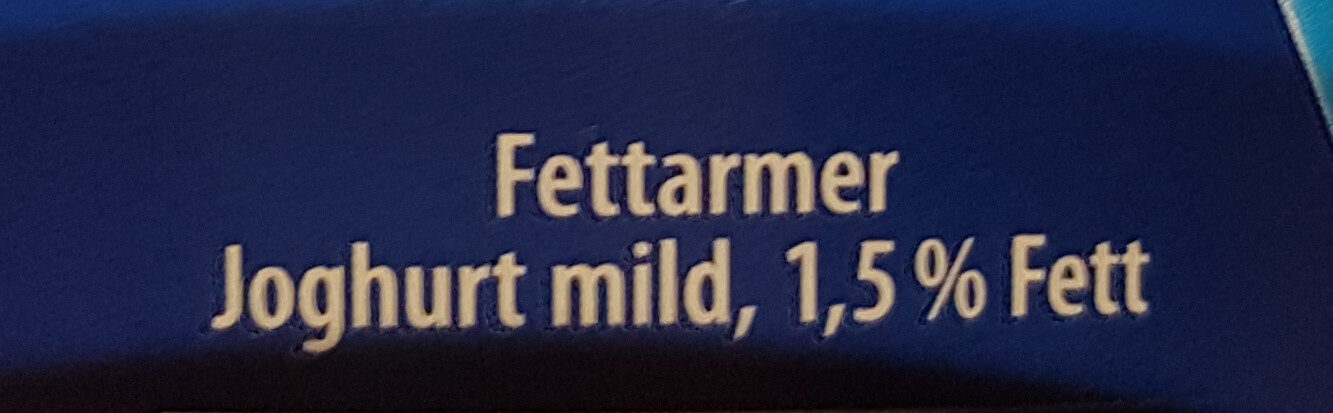 Fettarmer
Joghurt mild, 1,5 % Fett